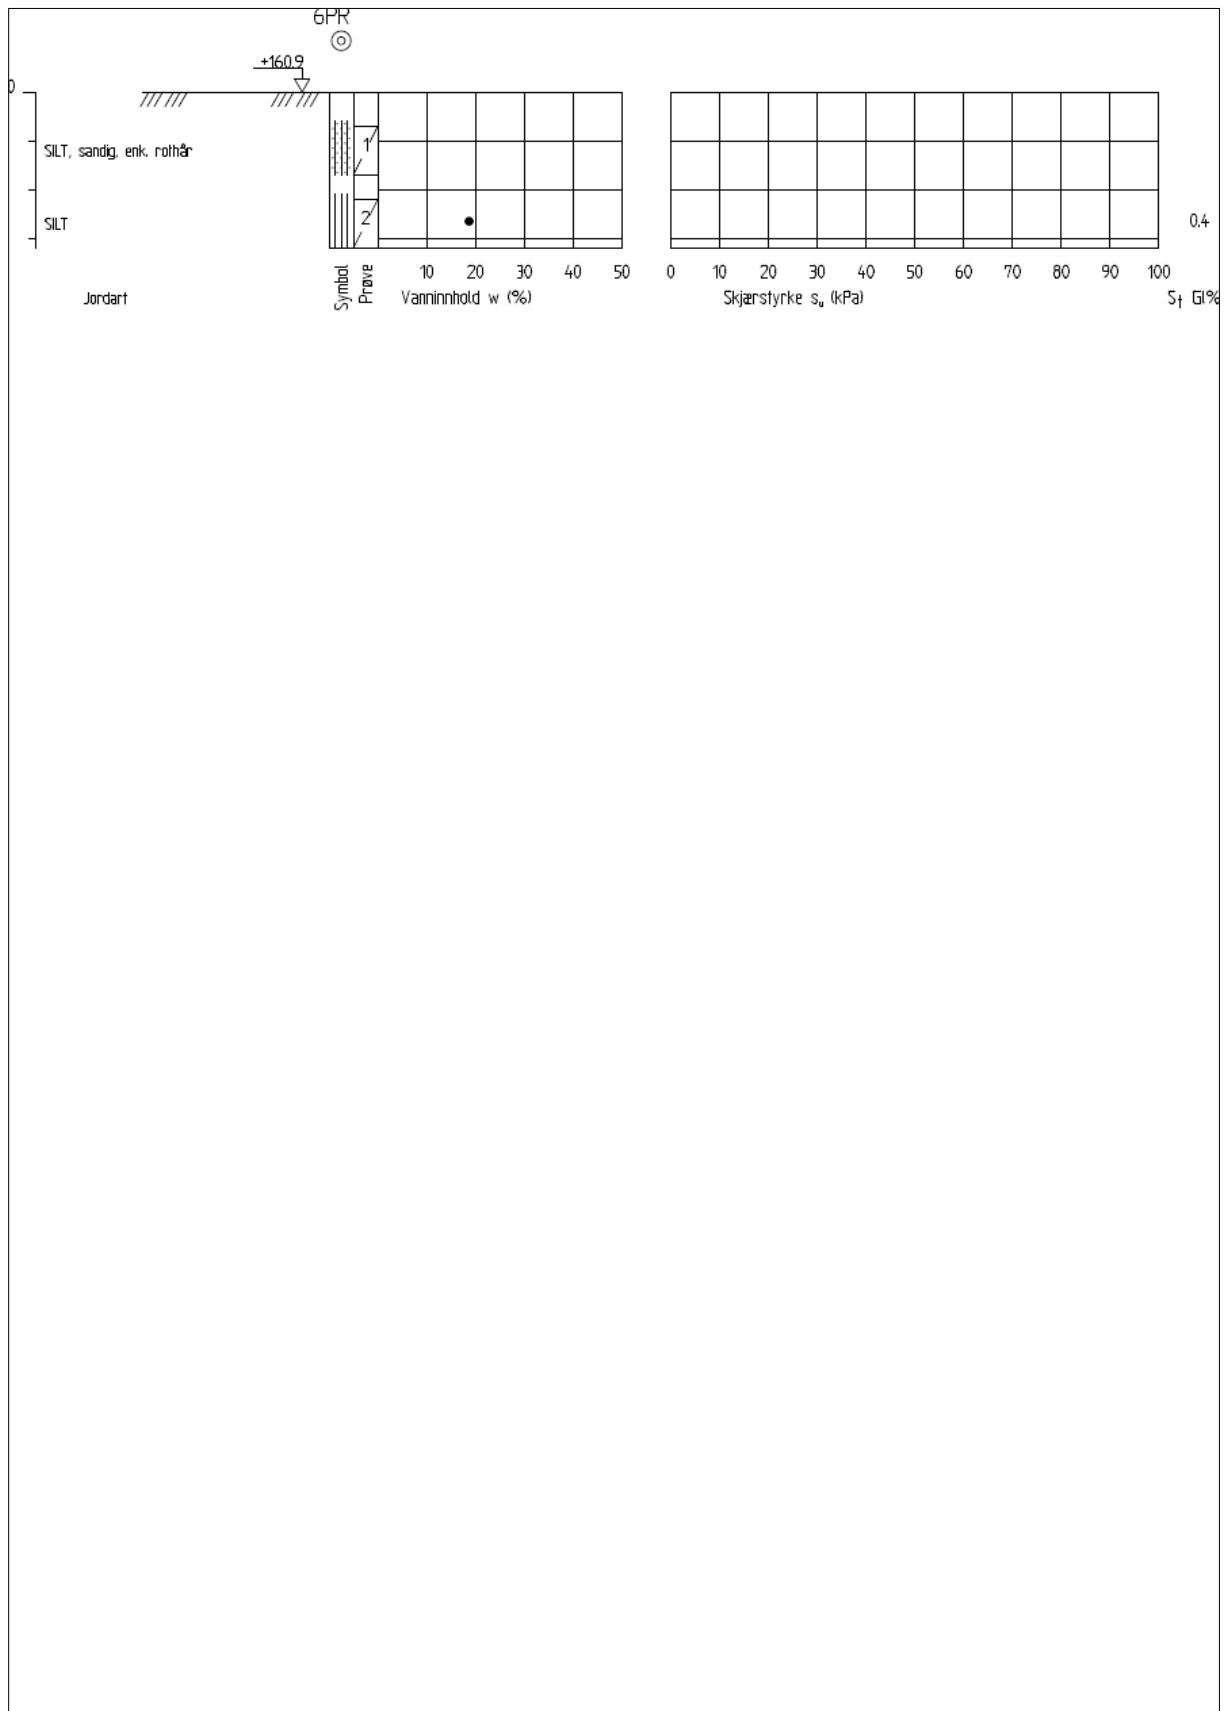 6PR
+160.9
0
SILT, sandig, enk. rothår
1
SILT
2
0.4
10 20 30 40 50
0 10 20 30 40 50 60 70 80 90 100
Jordart
Symbol
Prøve
Vanninnhold w (%)
Skjærstyrke su (kPa)
St Gl%